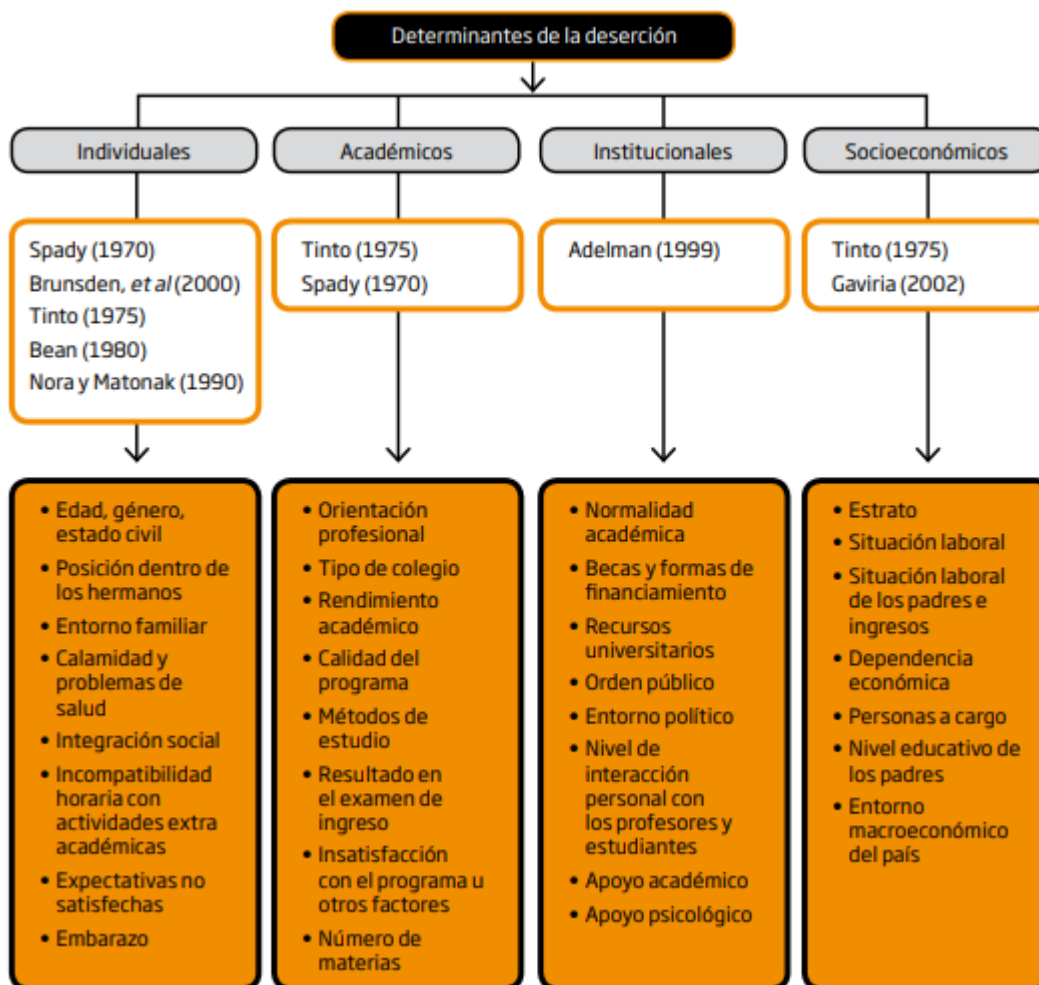 Determinantes de la deserción
Individuales
Académicos
Institucionales
Socioeconómicos
Spady (1970)
Brunsden, et al (2000)
Tinto (1975)
Bean (1980)
Nora y Matonak (1990)
Tinto (1975)
Spady (1970)
Adelman (1999)
Tinto (1975)
Gaviria (2002)
• Edad, género,
estado civil
• Posición dentro de
los hermanos
• Entorno familiar
• Calamidad y
problemas de
salud
• Integración social
• Incompatibilidad
horaria con
actividades extra
académicas
• Expectativas no
satisfechas
• Embarazo
• Orientación
profesional
• Tipo de colegio
• Rendimiento
académico
• Calidad del
programa
• Métodos de
estudio
• Resultado en
el examen de
ingreso
• Insatisfacción
con el programa u
otros factores
• Número de
materias
• Normalidad
académica
• Becas y formas de
financiamiento
• Recursos
universitarios
• Orden público
• Entorno político
• Nivel de
interacción
personal con
los profesores y
estudiantes
• Apoyo académico
• Apoyo psicológico
• Estrato
• Situación laboral
• Situación laboral
de los padres e
ingresos
• Dependencia
económica
• Personas a cargo
• Nivel educativo de
los padres
• Entorno
macroeconómico
del país